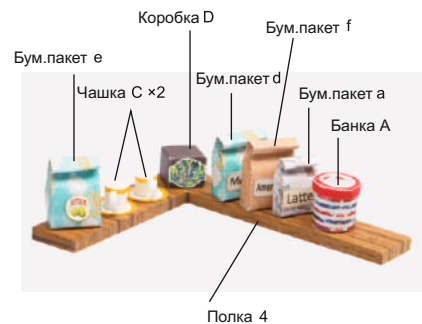 Коробка D
Бум.пакет f
Бум.пакет e
Бум.пакет d
Чашка C ×2
Бум.пакет a
Банка A
Latte
Полка 4